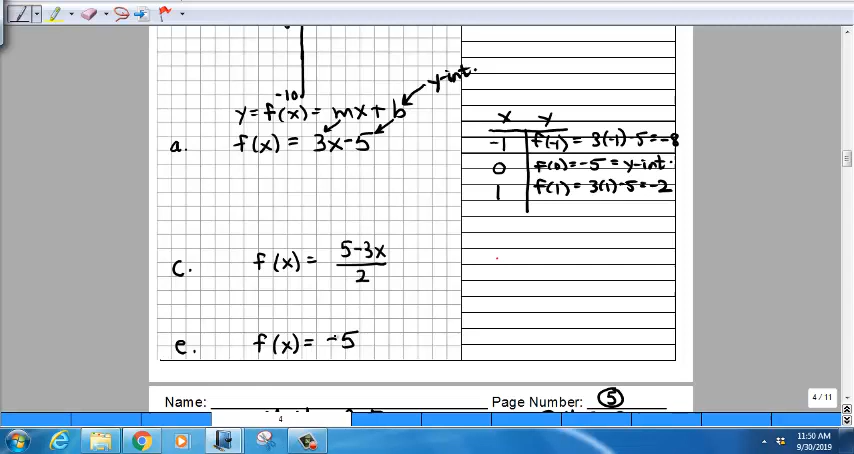 -10
y-int.
y = f(x) = mx + b
a. f(x) = 3x - 5
x y
-1 f(-1) = 3(-1) - 5 = -8
0 f(0) = -5 = y-int.
1 f(1) = 3(1) - 5 = -2
c. f(x) = 5-3x
2
e. f(x) = -5
Name: Page Number: 5
4 / 11
4
11:50 AM
9/30/2019